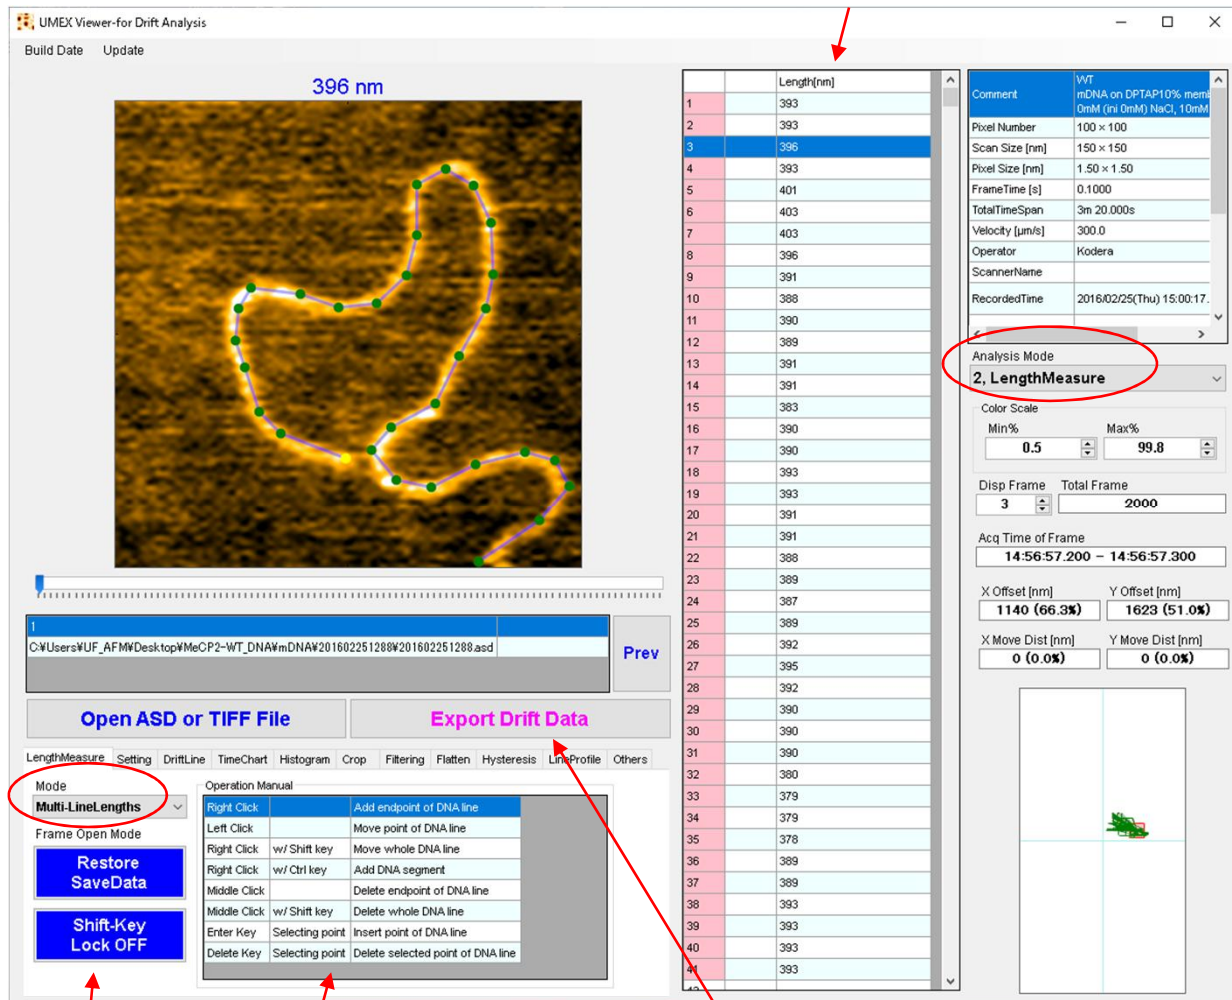 UMEX Viewer-for Drift Analysis
Build Date Update
396 nm
Length[nm]
1 393
2 393
3 396
4 393
5 401
6 403
7 403
8 396
9 391
10 388
11 390
12 389
13 391
14 391
15 383
16 390
17 390
18 393
19 393
20 391
21 391
22 388
23 389
24 387
25 389
26 392
27 395
28 392
29 390
30 390
31 390
32 380
33 379
34 379
35 378
36 389
37 389
38 393
39 393
40 393
41 393
Comment WT
mDNA on DPTAP10% meml
0mM (ini 0mM) NaCl, 10mM
Pixel Number 100 × 100
Scan Size [nm] 150 × 150
Pixel Size [nm] 1.50 × 1.50
FrameTime [s] 0.1000
TotalTimeSpan 3m 20.000s
Velocity [μm/s] 300.0
Operator Kodera
ScannerName
RecordedTime 2016/02/25(Thu) 15:00:17.
Analysis Mode
2, LengthMeasure
Color Scale
Min% Max%
0.5 99.8
Disp Frame Total Frame
3 2000
Acq Time of Frame
14:56:57.200 - 14:56:57.300
X Offset [nm] Y Offset [nm]
1140 (66.3%) 1623 (51.0%)
X Move Dist [nm] Y Move Dist [nm]
0 (0.0%) 0 (0.0%)
1
C:¥Users¥UF_AFM¥Desktop¥MeCP2-WT_DNA¥mDNA¥201602251288¥201602251288.asd
Prev
Open ASD or TIFF File Export Drift Data
LengthMeasure Setting DriftLine TimeChart Histogram Crop Filtering Flatten Hysteresis LineProfile Others
Mode
Multi-LineLengths
Frame Open Mode
Restore
SaveData
Shift-Key
Lock OFF
Operation Manual
Right Click Add endpoint of DNA line
Left Click Move point of DNA line
Right Click w/ Shift key Move whole DNA line
Right Click w/ Ctrl key Add DNA segment
Middle Click Delete endpoint of DNA line
Middle Click w/ Shift key Delete whole DNA line
Enter Key Selecting point Insert point of DNA line
Delete Key Selecting point Delete selected point of DNA line